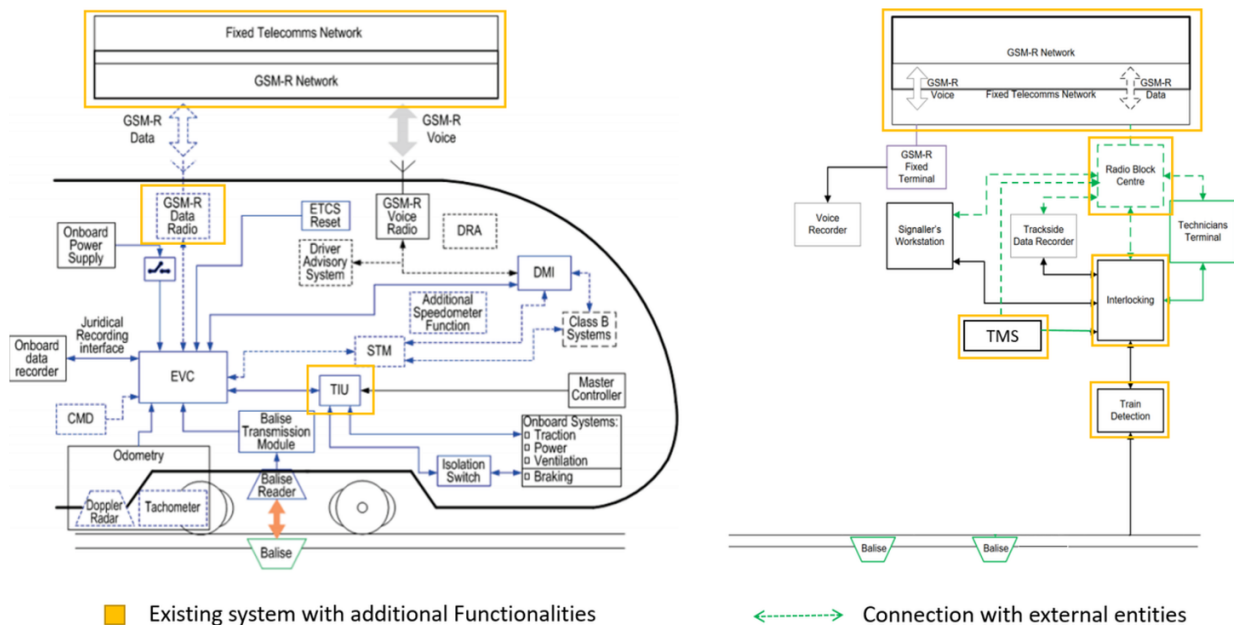 Fixed Telecomms Network
GSM-R Network
GSM-R
Data
GSM-R
Voice
GSM-R
Data
Radio
ETCS
Reset
GSM-R
Voice
Radio
DRA
Onboard
Power
Supply
Driver
Advisory
System
DMI
Additional
Speedometer
Function
Class B
Systems
Juridical
Recording
interface
Onboard
data
recorder
STM
EVC
TIU
Master
Controller
CMD
Balise
Transmission
Module
Onboard Systems:
Traction
Power
Ventilation
Braking
Odometry
Isolation
Switch
Balise
Reader
Doppler
Radar
Tachometer
Balise
GSM-R Network
GSM-R
Voice
GSM-R
Data
Fixed Telecomms Network
GSM-R
Fixed
Terminal
Radio Block
Centre
Voice
Recorder
Signaller's
Workstation
Trackside
Data Recorder
Technicians
Terminal
Interlocking
TMS
Train
Detection
Balise
Balise
Existing system with additional Functionalities
Connection with external entities